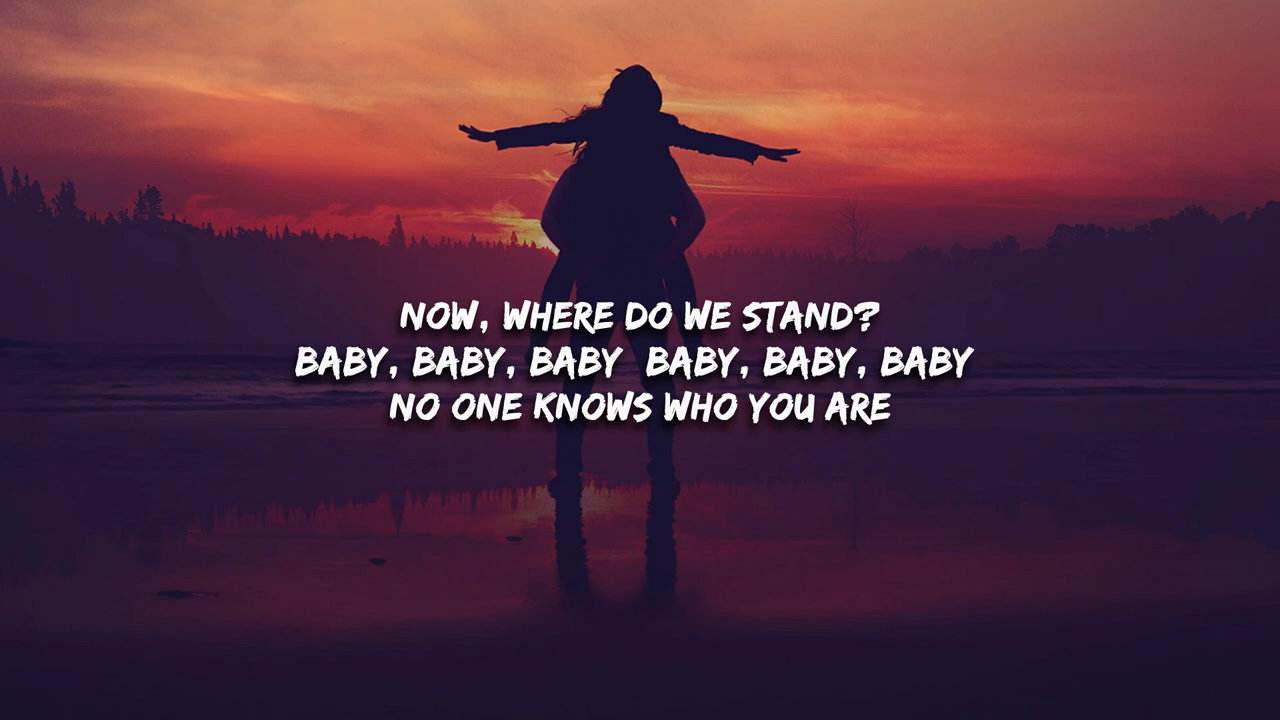 NOW, WHERE DO WE STAND?
BABY, BABY, BABY BABY, BABY, BABY
NO ONE KNOWS WHO YOU ARE